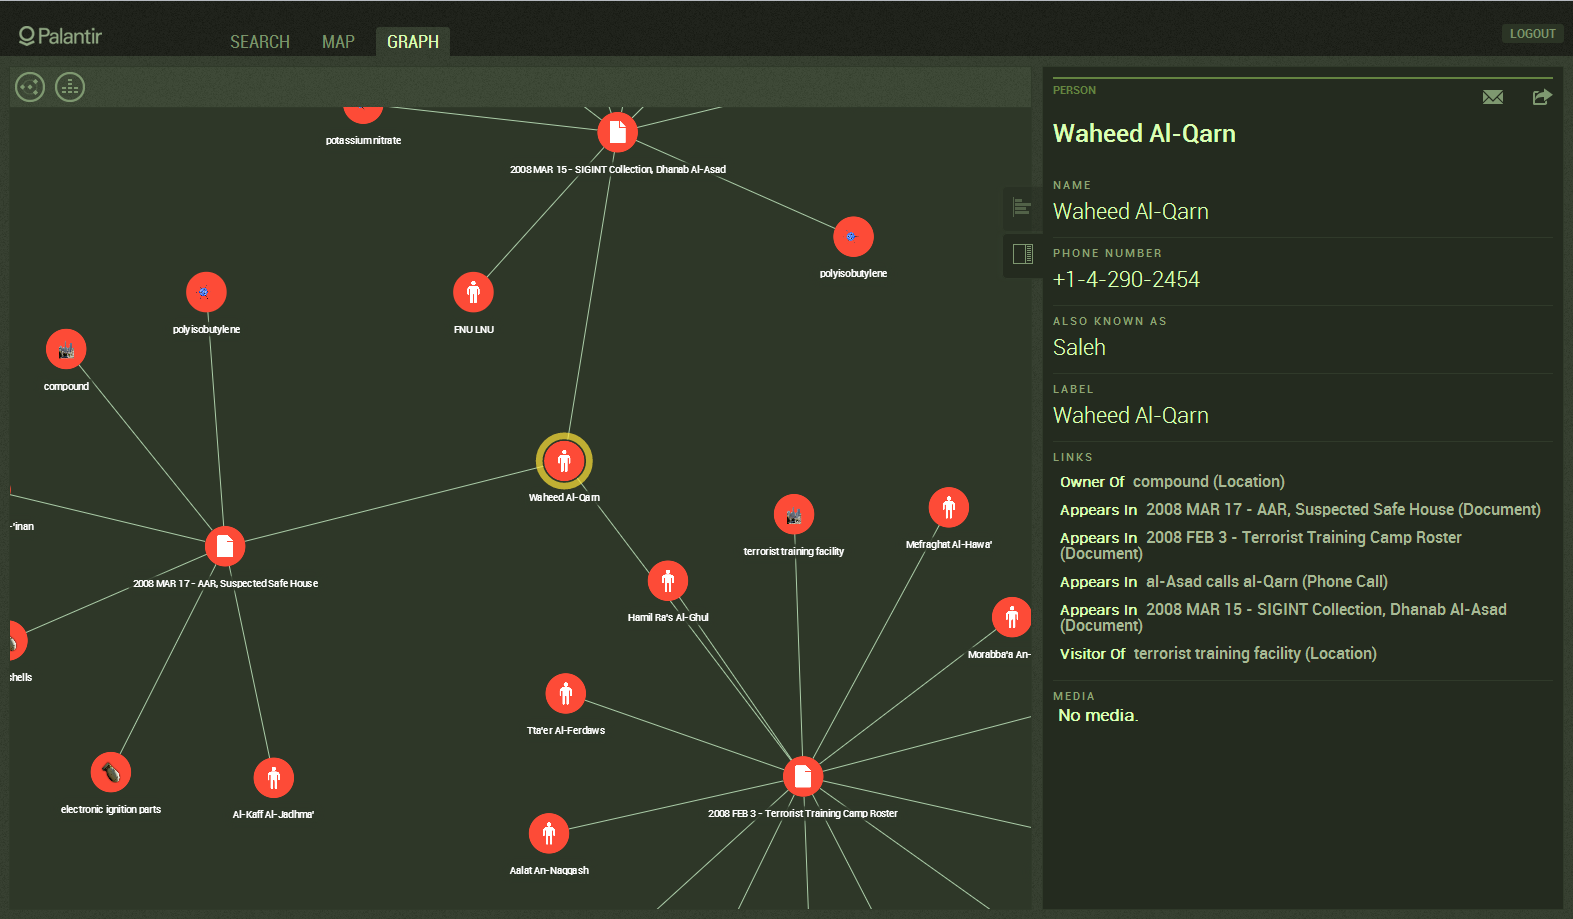 Palantir
SEARCH
MAP
GRAPH
LOGOUT
potassium nitrate
2008 MAR 15 - SIGINT Collection, Dhanab Al-Asad
polyisobutylene
FNU LNU
polyisobutylene
compound
Waheed Al-Qarn
terrorist training facility
Mefraghat Al-Hawa'
-'inan
2008 MAR 17 - AAR, Suspected Safe House
Hamil Ra's Al-Ghul
Morabba'a An-
shells
Tta'er Al-Ferdaws
electronic ignition parts
Al-Kaff Al-Jadhma'
2008 FEB 3 - Terrorist Training Camp Roster
Aalat An-Naqqash
PERSON
Waheed Al-Qarn
NAME
Waheed Al-Qarn
PHONE NUMBER
+1-4-290-2454
ALSO KNOWN AS
Saleh
LABEL
Waheed Al-Qarn
LINKS
Owner Of compound (Location)
Appears In 2008 MAR 17 - AAR, Suspected Safe House (Document)
Appears In 2008 FEB 3 - Terrorist Training Camp Roster
(Document)
Appears In al-Asad calls al-Qarn (Phone Call)
Appears In 2008 MAR 15 - SIGINT Collection, Dhanab Al-Asad
(Document)
Visitor Of terrorist training facility (Location)
MEDIA
No media.